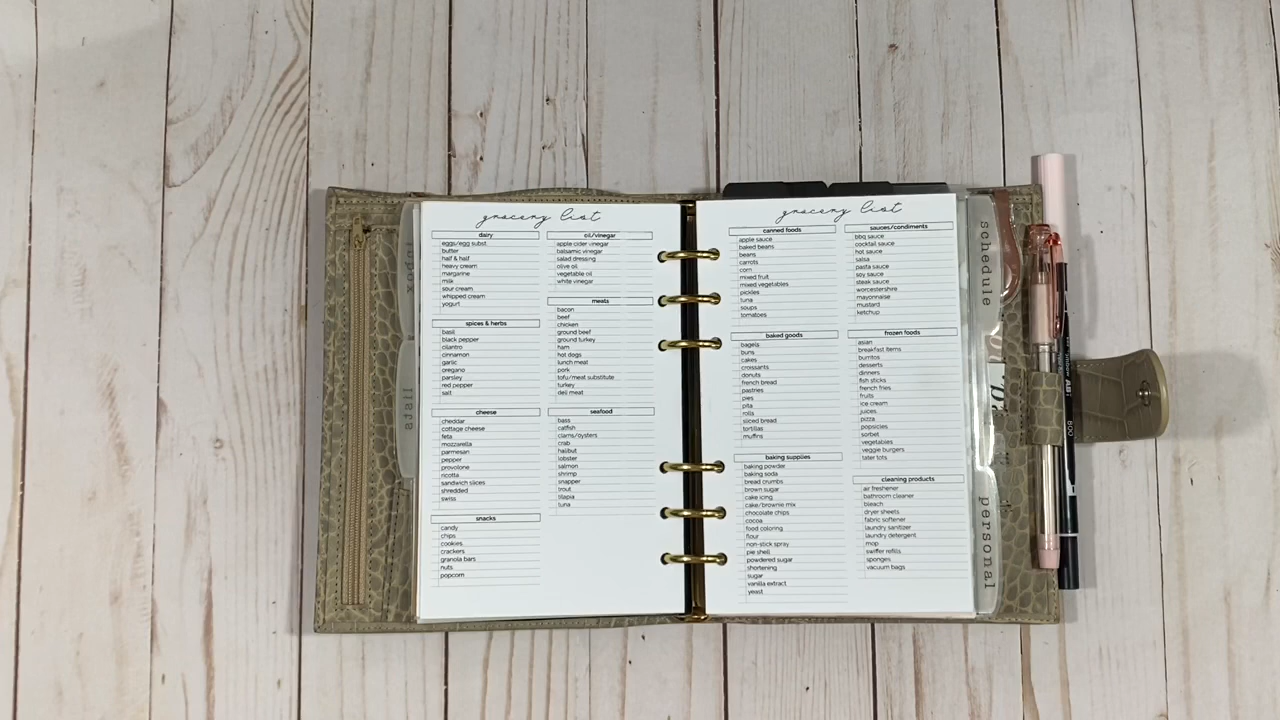 grocery list
dairy
eggs/egg subst
butter
half & half
heavy cream
margarine
milk
sour cream
whipped cream
yogurt
spices & herbs
basil
black pepper
cilantro
cinnamon
garlic
oregano
parsley
red pepper
salt
cheese
cheddar
cottage cheese
feta
mozzarella
parmesan
pepper
provolone
ricotta
sandwich slices
shredded
swiss
snacks
candy
chips
cookies
crackers
granola bars
nuts
popcorn
oil/vinegar
apple cider vinegar
balsamic vinegar
salad dressing
olive oil
vegetable oil
white vinegar
meats
bacon
beef
chicken
ground beef
ground turkey
ham
hot dogs
lunch meat
pork
tofu/meat substitute
turkey
deli meat
seafood
bass
catfish
clams/oysters
crab
halibut
lobster
salmon
shrimp
snapper
trout
tilapia
tuna
grocery list
canned foods
apple sauce
baked beans
beans
carrots
corn
mixed fruit
mixed vegetables
pickles
tuna
soups
tomatoes
baked goods
bagels
buns
cakes
croissants
donuts
french bread
pastries
pies
pita
rolls
sliced bread
tortillas
muffins
baking supplies
baking powder
baking soda
bread crumbs
brown sugar
cake icing
cake/brownie mix
chocolate chips
cocoa
food coloring
flour
non-stick spray
pie shell
powdered sugar
shortening
sugar
vanilla extract
yeast
sauces/condiments
bbq sauce
cocktail sauce
hot sauce
salsa
pasta sauce
soy sauce
steak sauce
worcestershire
mayonnaise
mustard
ketchup
frozen foods
asian
breakfast items
burritos
desserts
dinners
fish sticks
french fries
fruits
ice cream
juices
pizza
popsicles
sorbet
vegetables
veggie burgers
tater tots
cleaning products
air freshener
bathroom cleaner
bleach
dryer sheets
fabric softener
laundry sanitizer
laundry detergent
mop
swiffer refills
sponges
vacuum bags
schedule
personal